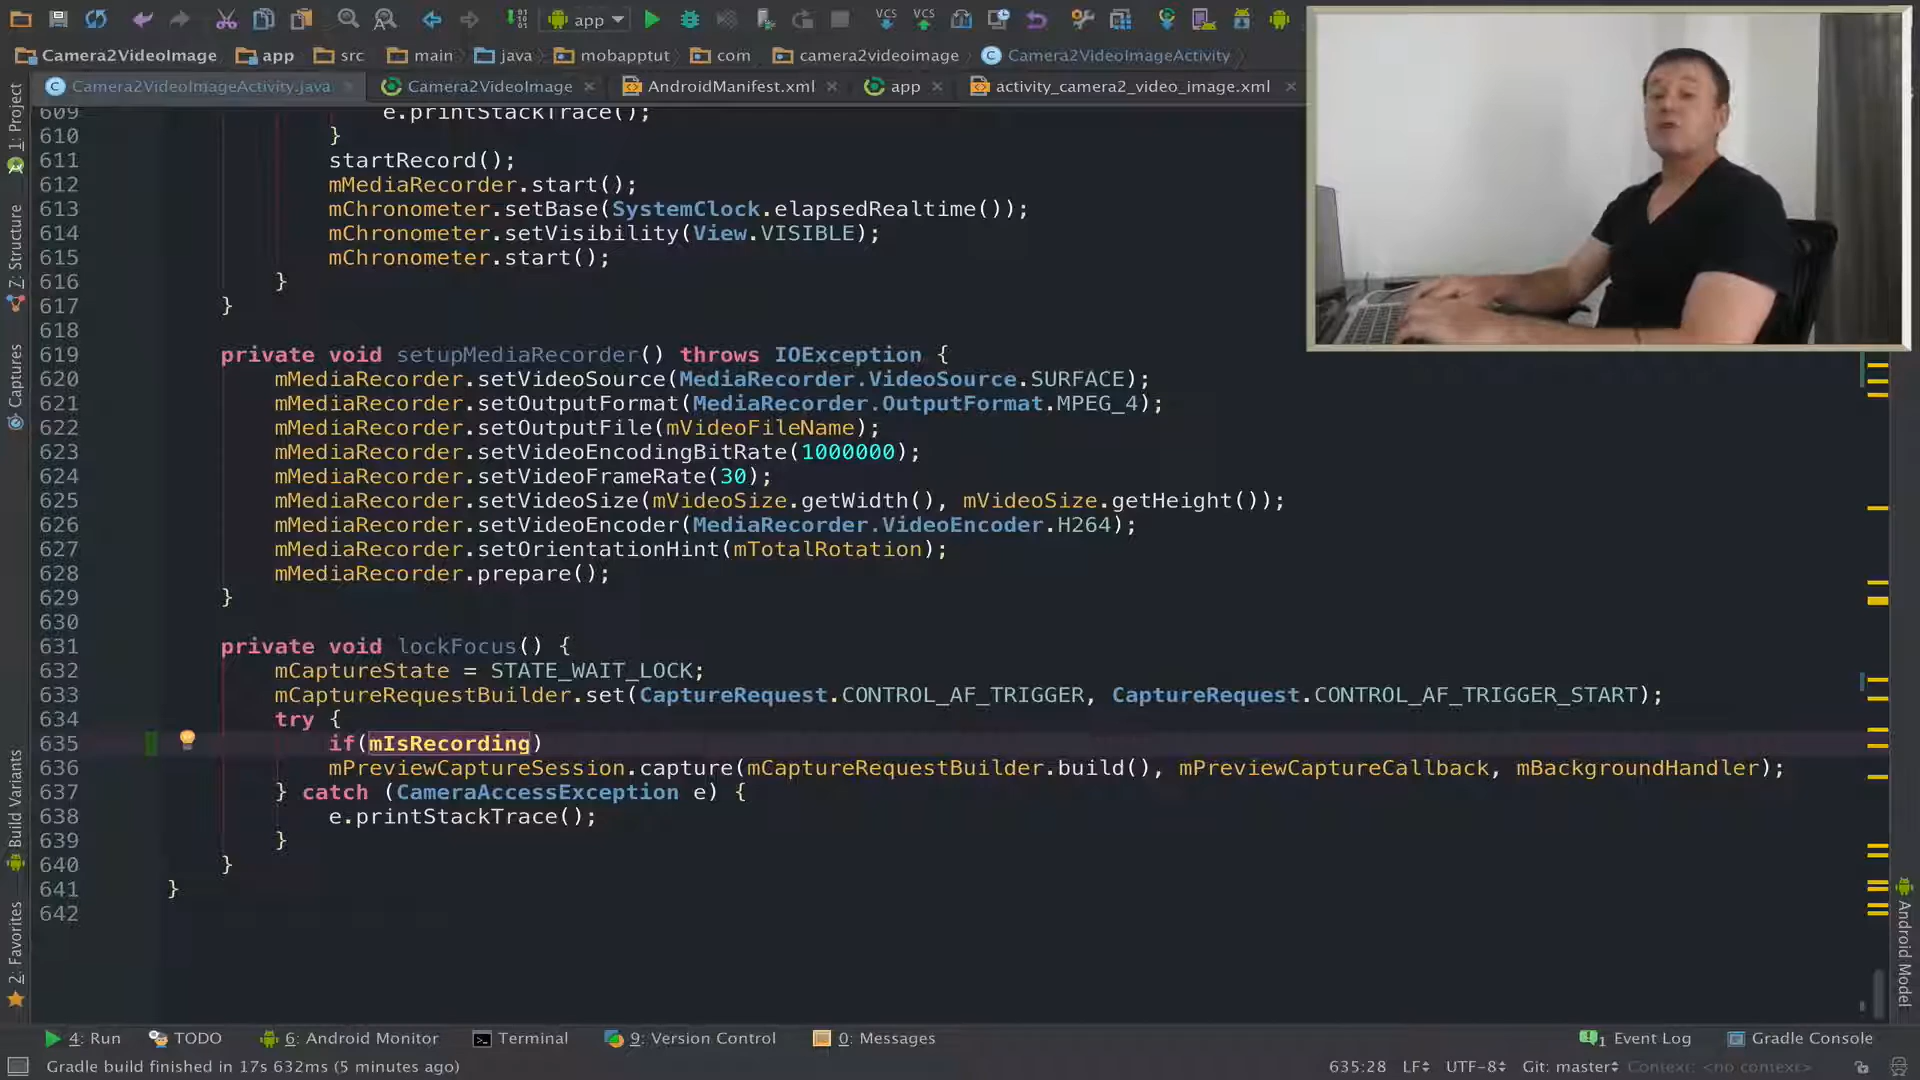 app
Camera2VideoImage app src main java mobapptut com camera2videoimage Camera2VideoImageActivity
Camera2VideoImageActivity.java Camera2VideoImage AndroidManifest.xml app activity_camera2_video_image.xml
609 e.printStackTrace();
610 }
611 startRecord();
612 mMediaRecorder.start();
613 mChronometer.setBase(SystemClock.elapsedRealtime());
614 mChronometer.setVisibility(View.VISIBLE);
615 mChronometer.start();
616 }
617 }
618
619 private void setupMediaRecorder() throws IOException {
620 mMediaRecorder.setVideoSource(MediaRecorder.VideoSource.SURFACE);
621 mMediaRecorder.setOutputFormat(MediaRecorder.OutputFormat.MPEG_4);
622 mMediaRecorder.setOutputFile(mVideoFileName);
623 mMediaRecorder.setVideoEncodingBitRate(1000000);
624 mMediaRecorder.setVideoFrameRate(30);
625 mMediaRecorder.setVideoSize(mVideoSize.getWidth(), mVideoSize.getHeight());
626 mMediaRecorder.setVideoEncoder(MediaRecorder.VideoEncoder.H264);
627 mMediaRecorder.setOrientationHint(mTotalRotation);
628 mMediaRecorder.prepare();
629 }
630
631 private void lockFocus() {
632 mCaptureState = STATE_WAIT_LOCK;
633 mCaptureRequestBuilder.set(CaptureRequest.CONTROL_AF_TRIGGER, CaptureRequest.CONTROL_AF_TRIGGER_START);
634 try {
635 if(mIsRecording)
636 mPreviewCaptureSession.capture(mCaptureRequestBuilder.build(), mPreviewCaptureCallback, mBackgroundHandler);
637 } catch (CameraAccessException e) {
638 e.printStackTrace();
639 }
640 }
641 }
642
1: Project
7: Structure
Captures
Build Variants
2: Favorites
Android Model
4: Run TODO 6: Android Monitor Terminal 9: Version Control 0: Messages 1 Event Log Gradle Console
Gradle build finished in 17s 632ms (5 minutes ago) 635:28 LF UTF-8 Git: master Context: <no context>